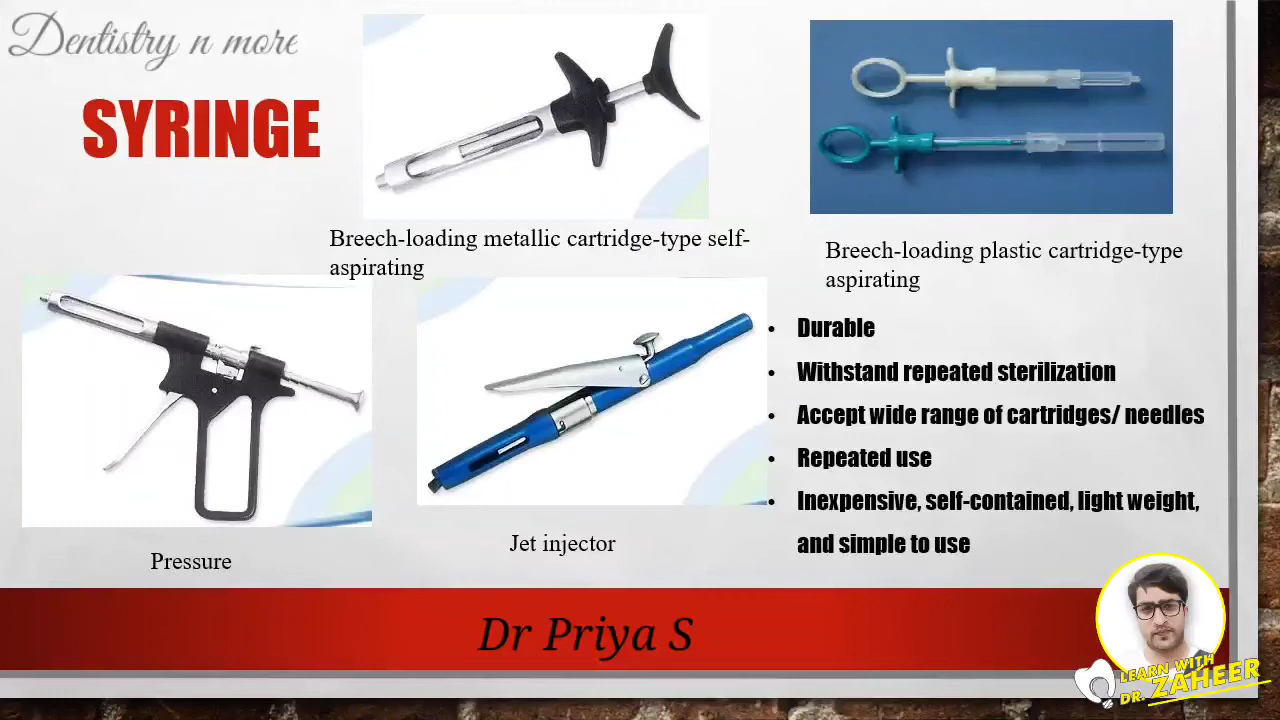 Dentistry n more
SYRINGE
Breech-loading metallic cartridge-type self-
aspirating
Breech-loading plastic cartridge-type
aspirating
Pressure
Jet injector
• Durable
• Withstand repeated sterilization
• Accept wide range of cartridges/ needles
• Repeated use
• Inexpensive, self-contained, light weight,
and simple to use
Dr Priya S
LEARN WITH
DR. ZAHEER